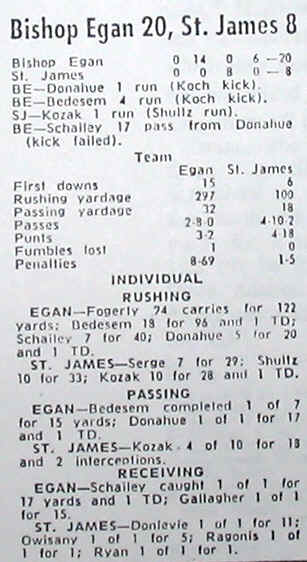 Bishop Egan 20, St. James 8
Bishop Egan 0 14 0 6 —20
St. James 0 0 8 0 — 8
BE—Donahue 1 run (Koch kick).
BE—Bedesem 4 run (Koch kick).
SJ—Kozak 1 run (Shultz run).
BE—Schailey 17 pass from Donahue
(kick failed).
Team
Egan St. James
First downs 15 6
Rushing yardage 297 100
Passing yardage 32 18
Passes 2-8-0 4-10-2
Punts 3-2 4-18
Fumbles lost 1 0
Penalties 8-69 1-5
INDIVIDUAL
RUSHING
EGAN—Fogerly 24 carries for 122
yards; Bedesem 18 for 96 and 1 TD;
Schailey 7 for 40; Donahue 5 for 20
and 1 TD.
ST. JAMES—Serge 7 for 29; Shultz
10 for 33; Kozak 10 for 28 and 1 TD.
PASSING
EGAN—Bedesem completed 1 of 7
for 15 yards; Donahue 1 of 1 for 17
and 1 TD.
ST. JAMES—Kozak 4 of 10 for 18
and 2 interceptions.
RECEIVING
EGAN—Schailey caught 1 of 1 for
17 yards and 1 TD; Gallagher 1 of 1
for 15.
ST. JAMES—Donlevie 1 of 1 for 11;
Owisany 1 of 1 for 5; Ragonis 1 of
1 for 1; Ryan 1 of 1 for 1.